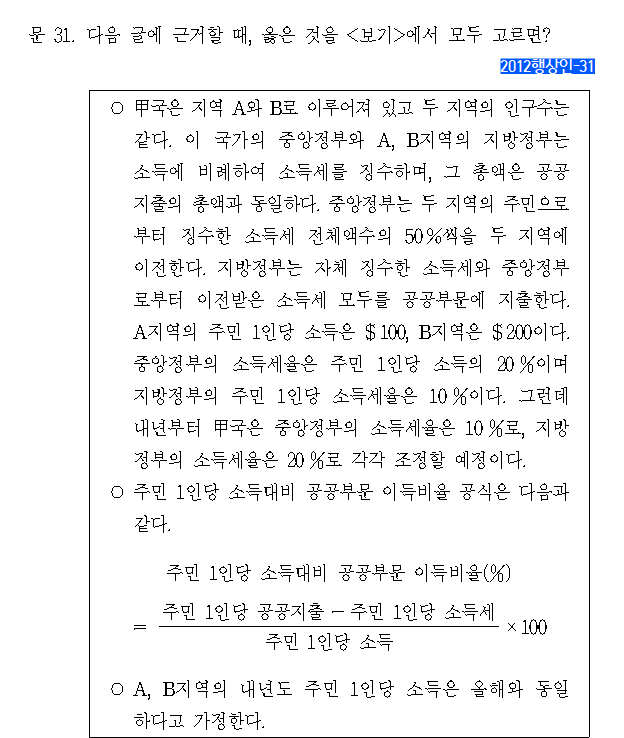 문 31. 다음 글에 근거할 때, 옳은 것을 <보기>에서 모두 고르면?
2012행상인-31
○ 甲국은 지역 A와 B로 이루어져 있고 두 지역의 인구수는
같다. 이 국가의 중앙정부와 A, B지역의 지방정부는
소득에 비례하여 소득세를 징수하며, 그 총액은 공공
지출의 총액과 동일하다. 중앙정부는 두 지역의 주민으로
부터 징수한 소득세 전체액수의 50%씩을 두 지역에
이전한다. 지방정부는 자체 징수한 소득세와 중앙정부
로부터 이전받은 소득세 모두를 공공부문에 지출한다.
A지역의 주민 1인당 소득은 $100, B지역은 $200이다.
중앙정부의 소득세율은 주민 1인당 소득의 20%이며
지방정부의 주민 1인당 소득세율은 10%이다. 그런데
내년부터 甲국은 중앙정부의 소득세율은 10%로, 지방
정부의 소득세율은 20%로 각각 조정할 예정이다.
○ 주민 1인당 소득대비 공공부문 이득비율 공식은 다음과
같다.
주민 1인당 소득대비 공공부문 이득비율(%)
= 주민 1인당 공공지출 - 주민 1인당 소득세
주민 1인당 소득 × 100
○ A, B지역의 내년도 주민 1인당 소득은 올해와 동일
하다고 가정한다.